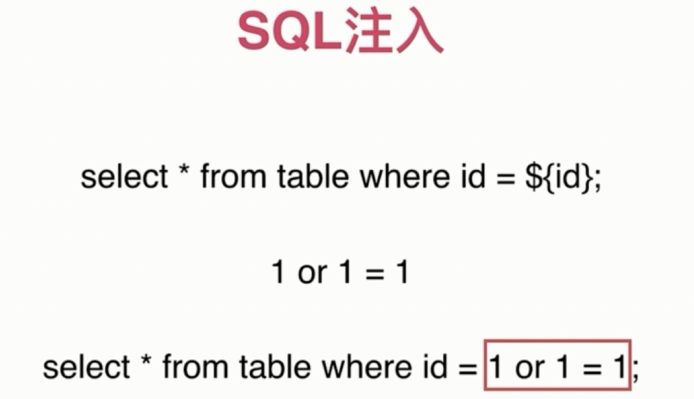 SQL注入
select * from table where id = ${id};
1 or 1 = 1
select * from table where id = 1 or 1 = 1;